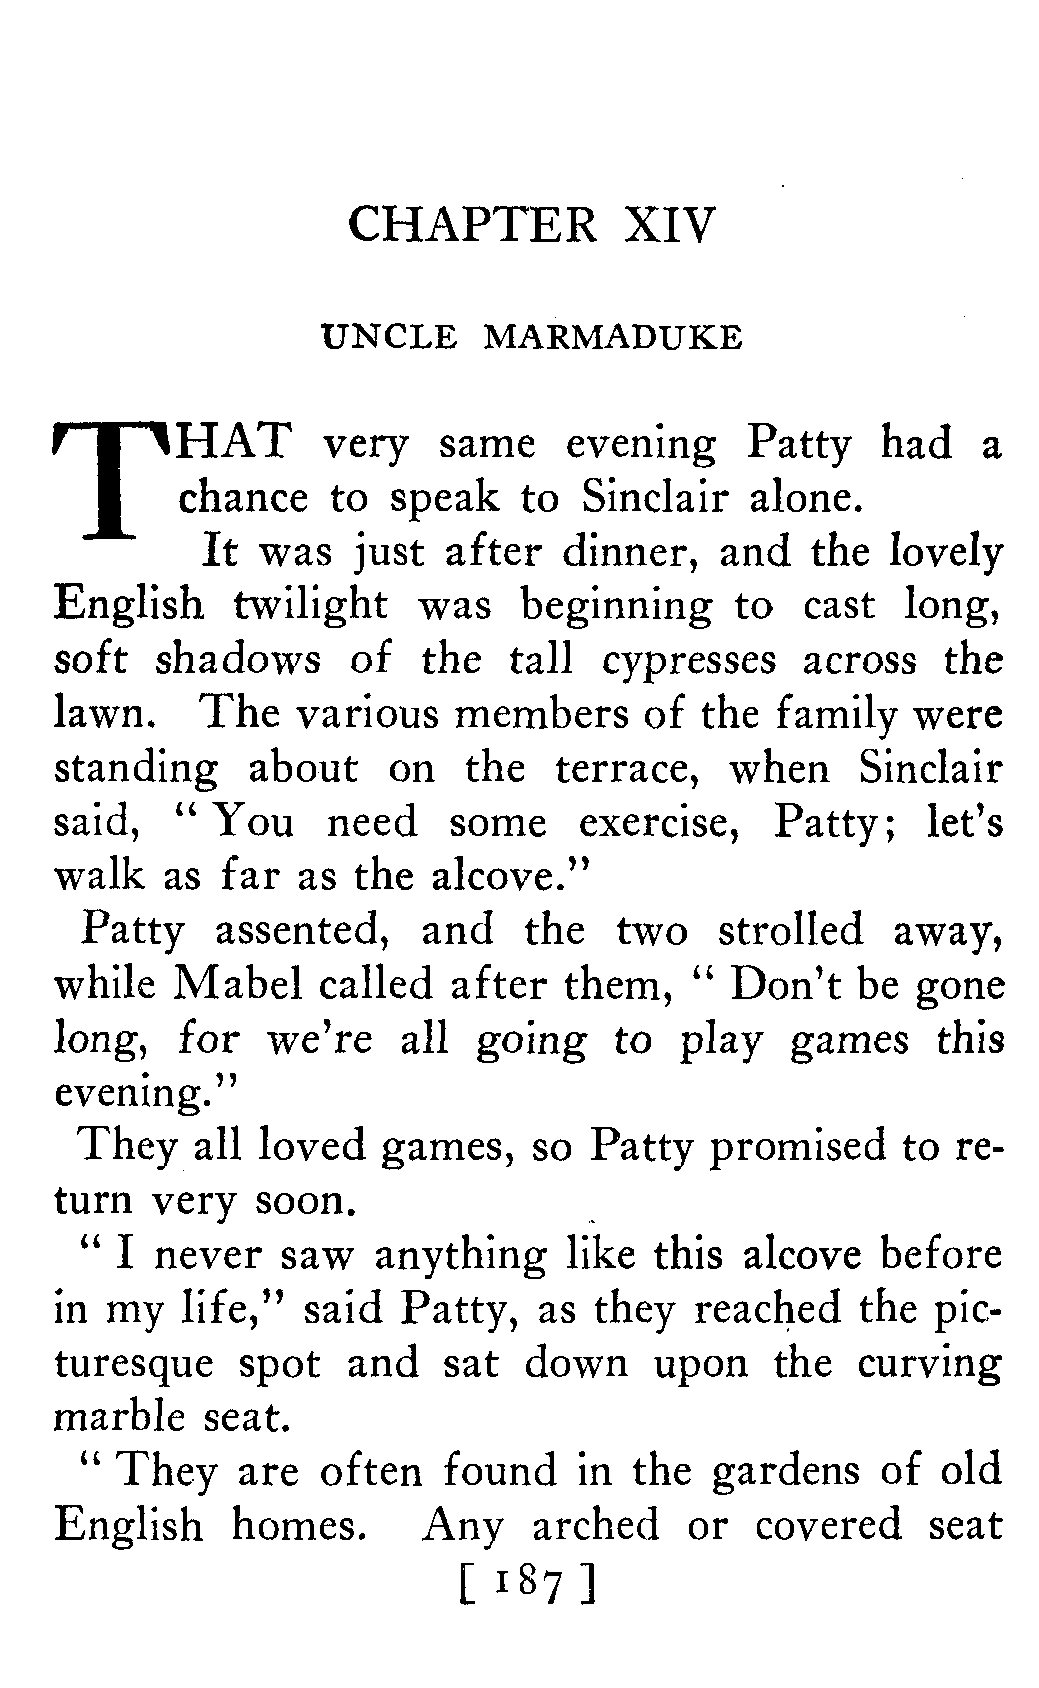 CHAPTER XIV
UNCLE MARMADUKE
THAT very same evening Patty had a
chance to speak to Sinclair alone.
It was just after dinner, and the lovely
English twilight was beginning to cast long,
soft shadows of the tall cypresses across the
lawn. The various members of the family were
standing about on the terrace, when Sinclair
said, " You need some exercise, Patty; let's
walk as far as the alcove."
Patty assented, and the two strolled away,
while Mabel called after them, " Don't be gone
long, for we're all going to play games this
evening."
They all loved games, so Patty promised to re-
turn very soon.
" I never saw anything like this alcove before
in my life," said Patty, as they reached the pic-
turesque spot and sat down upon the curving
marble seat.
" They are often found in the gardens of old
English homes. Any arched or covered seat
[ 187 ]